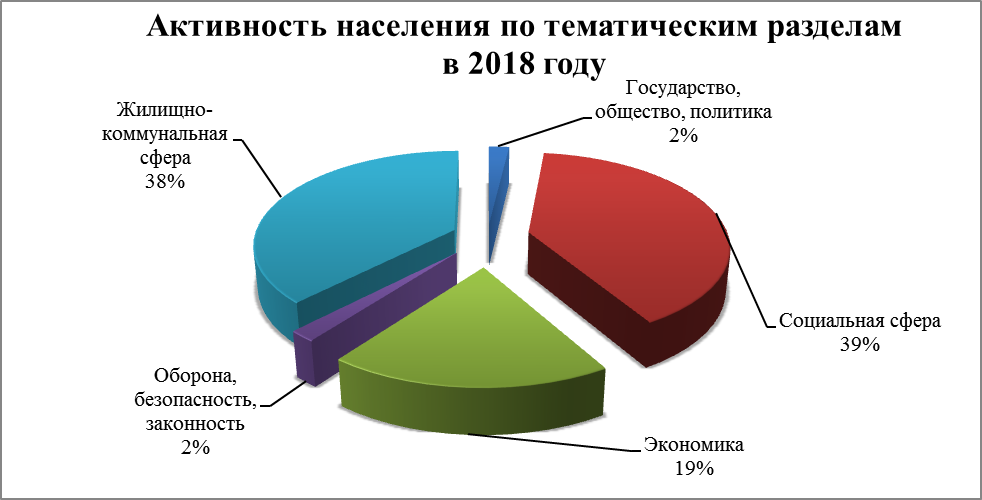 Активность населения по тематическим разделам
в 2018 году
Государство,
общество, политика
2%
Жилищно-
коммунальная
сфера
38%
Социальная сфера
39%
Оборона,
безопасность,
законность
2%
Экономика
19%